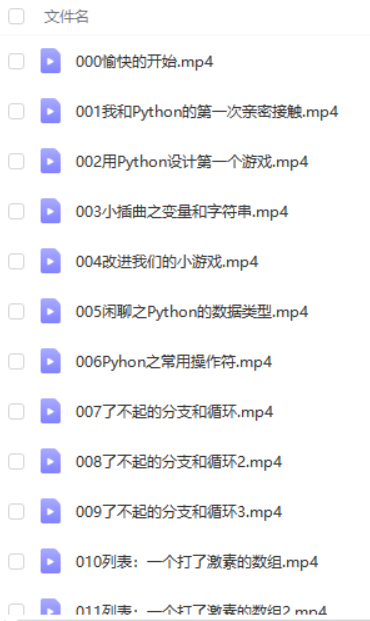 文件名
000愉快的开始.mp4
001我和Python的第一次亲密接触.mp4
002用Python设计第一个游戏.mp4
003小插曲之变量和字符串.mp4
004改进我们的小游戏.mp4
005闲聊之Python的数据类型.mp4
006Pyhon之常用操作符.mp4
007了不起的分支和循环.mp4
008了不起的分支和循环2.mp4
009了不起的分支和循环3.mp4
010列表：一个打了激素的数组.mp4
011列表：一个打了激素的数组2.mp4